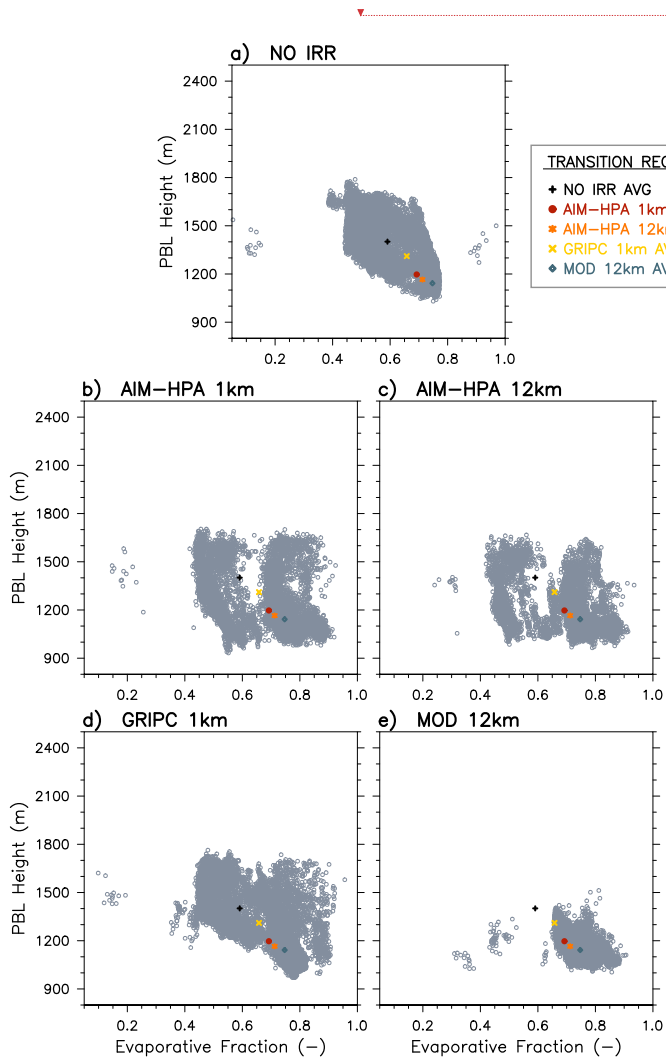 a) NO IRR
2400
2100
1800
1500
1200
900
PBL Height (m)
0.2 0.4 0.6 0.8 1.0
TRANSITION
NO IRR AVG
AIM-HPA 1km
AIM-HPA 12km
GRIPC 1km
MOD 12km
b) AIM-HPA 1km
c) AIM-HPA 12km
2400
2100
1800
1500
1200
900
PBL Height (m)
0.2 0.4 0.6 0.8 1.0
0.2 0.4 0.6 0.8 1.0
d) GRIPC 1km
e) MOD 12km
2400
2100
1800
1500
1200
900
PBL Height (m)
0.2 0.4 0.6 0.8 1.0
0.2 0.4 0.6 0.8 1.0
Evaporative Fraction (-)
Evaporative Fraction (-)